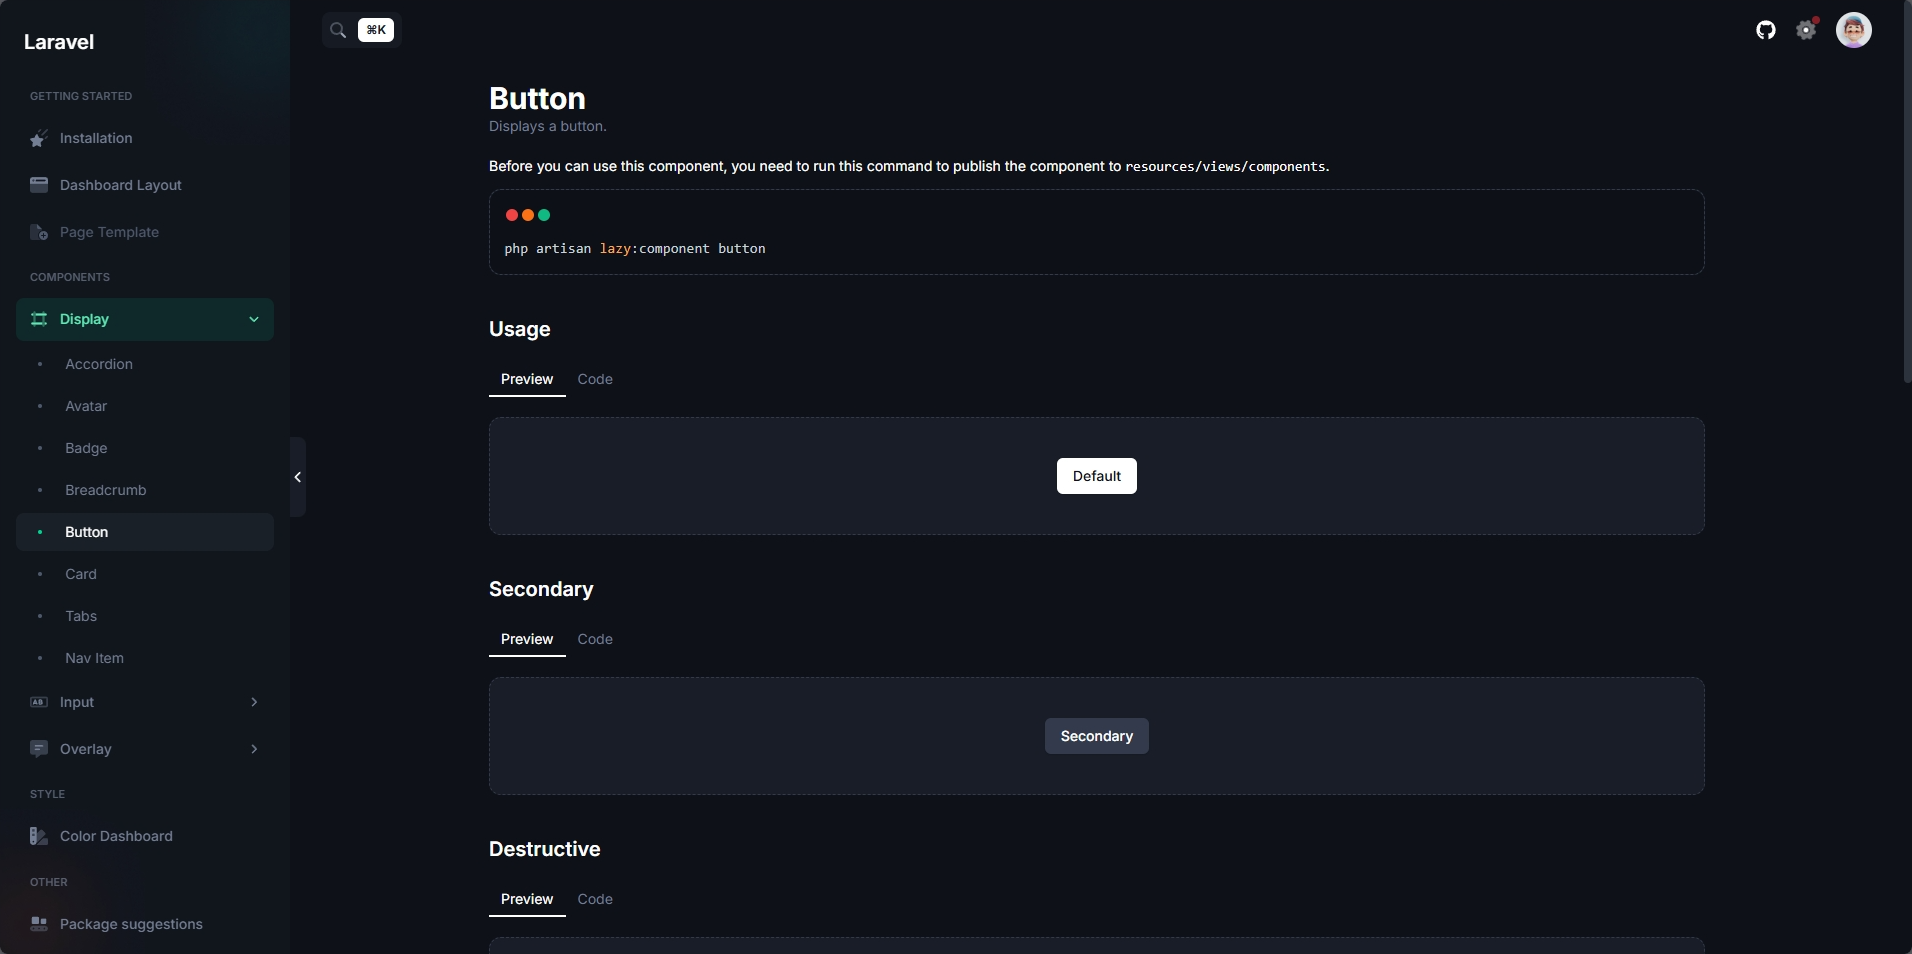 Laravel
GETTING STARTED
Installation
Dashboard Layout
Page Template
COMPONENTS
Display
Accordion
Avatar
Badge
Breadcrumb
Button
Card
Tabs
Nav Item
AB Input
Overlay
STYLE
Color Dashboard
OTHER
Package suggestions
⌘K
Button
Displays a button.
Before you can use this component, you need to run this command to publish the component to resources/views/components.
php artisan lazy:component button
Usage
Preview Code
Default
Secondary
Preview Code
Secondary
Destructive
Preview Code